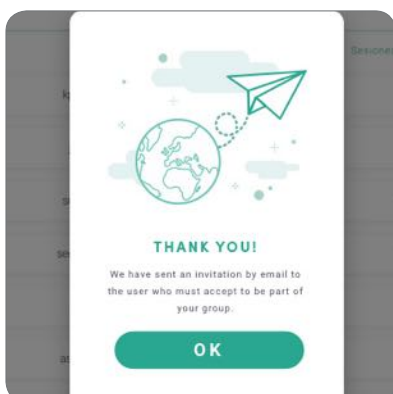 Sesiones
THANK YOU!
We have sent an invitation by email to
the user who must accept to be part of
your group.
OK